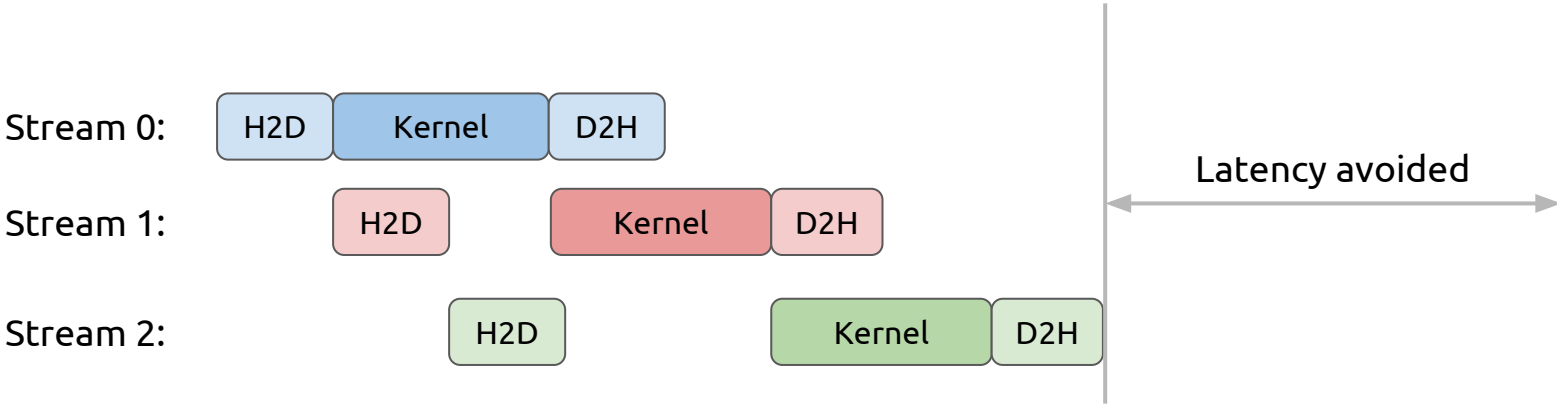 Stream 0: H2D Kernel D2H
Latency avoided
Stream 1: H2D Kernel D2H
Stream 2: H2D Kernel D2H